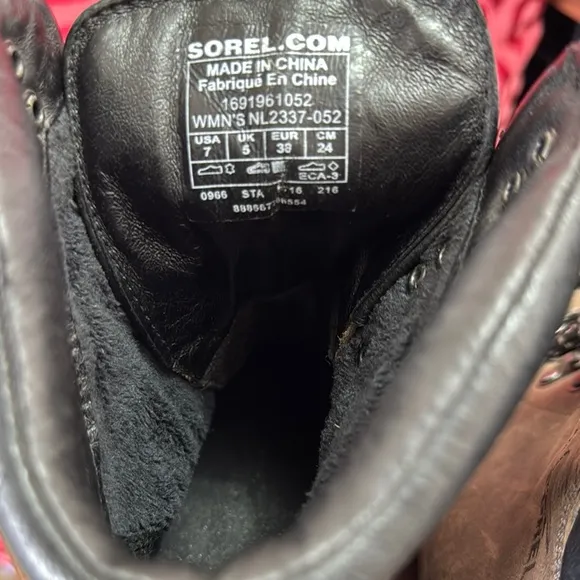 SOREL.COM
MADE IN CHINA
Fabriqué En Chine
1691961052
WMN'S NL2337-052
USA UK EUR CM
7 5 38 24
ECA-3
0966 STA 216